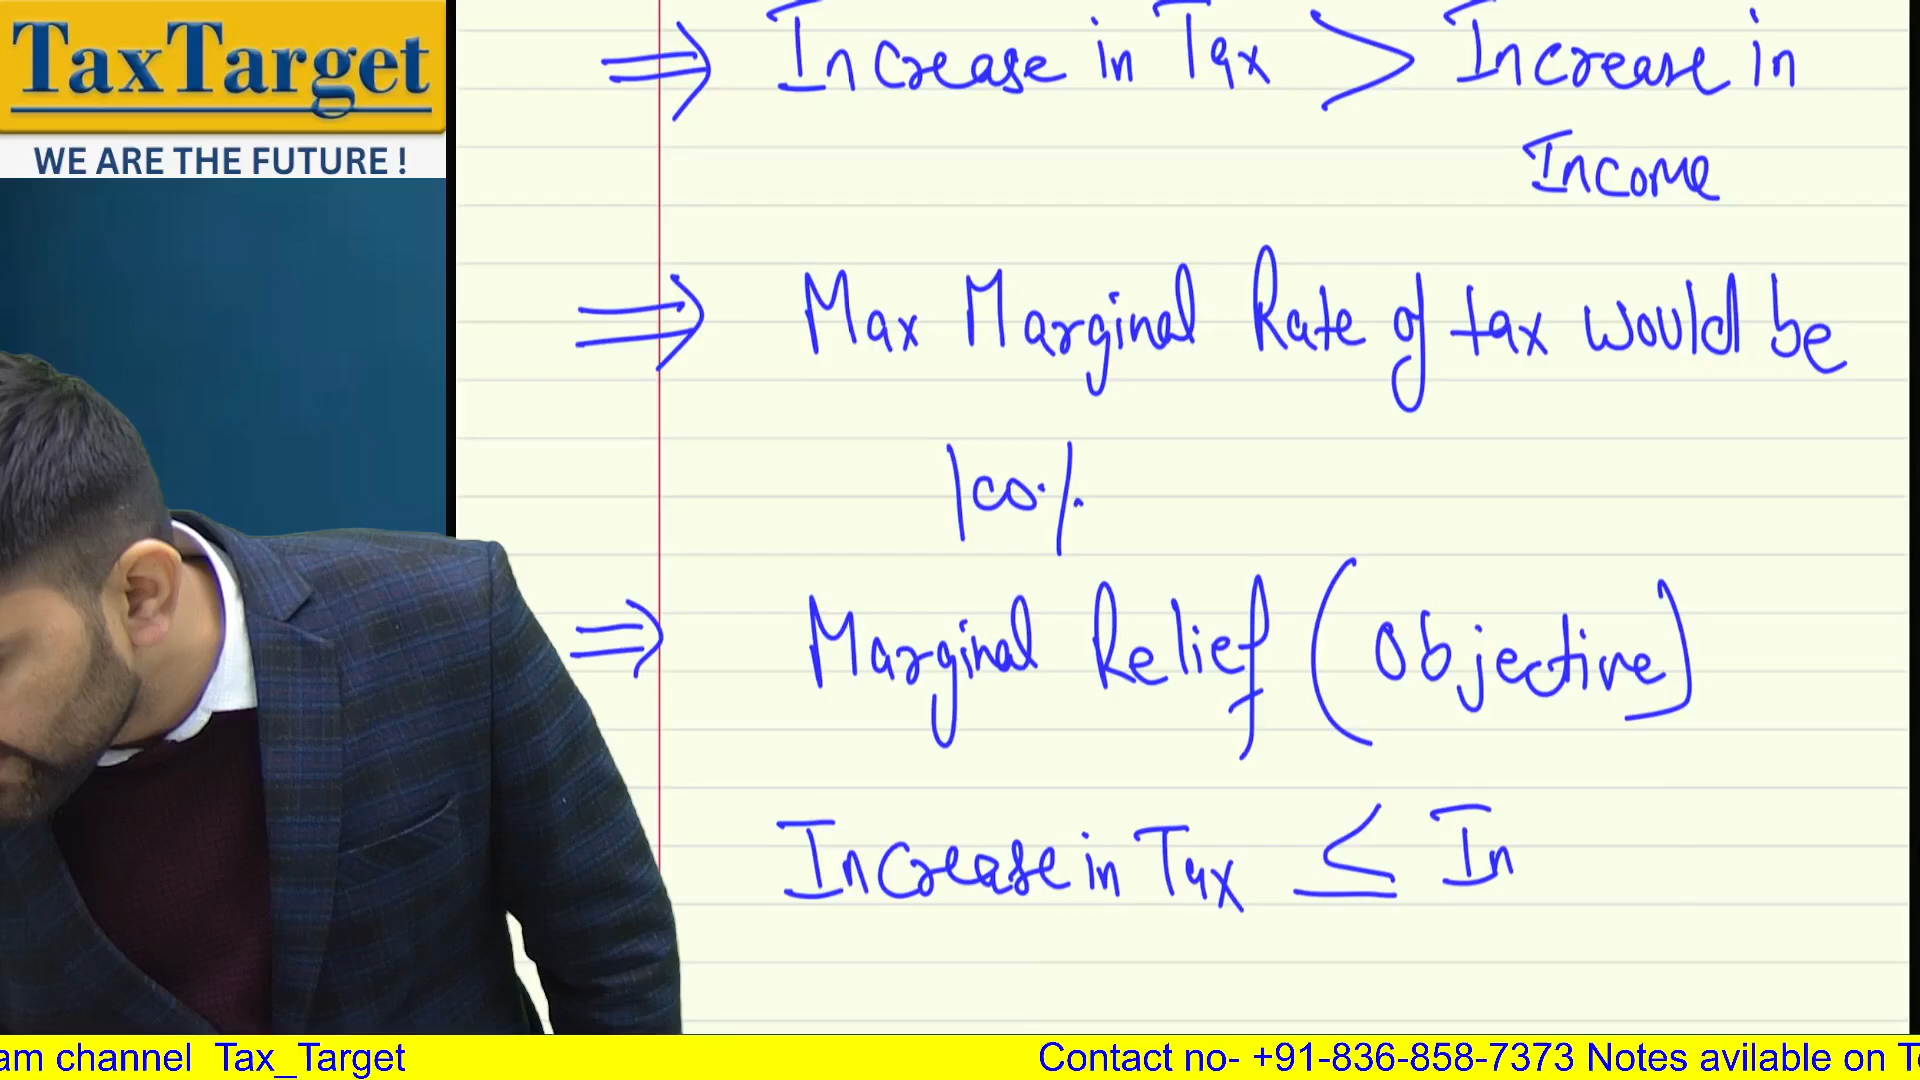 TaxTarget
WE ARE THE FUTURE !
⇒ Increase in Tax > Increase in
Income
⇒ Max Marginal Rate of tax would be
100%
⇒ Marginal Relief (Objective)
Increase in Tax ≤ In
am channel Tax_Target
Contact no- +91-836-858-7373 Notes avilable on Te